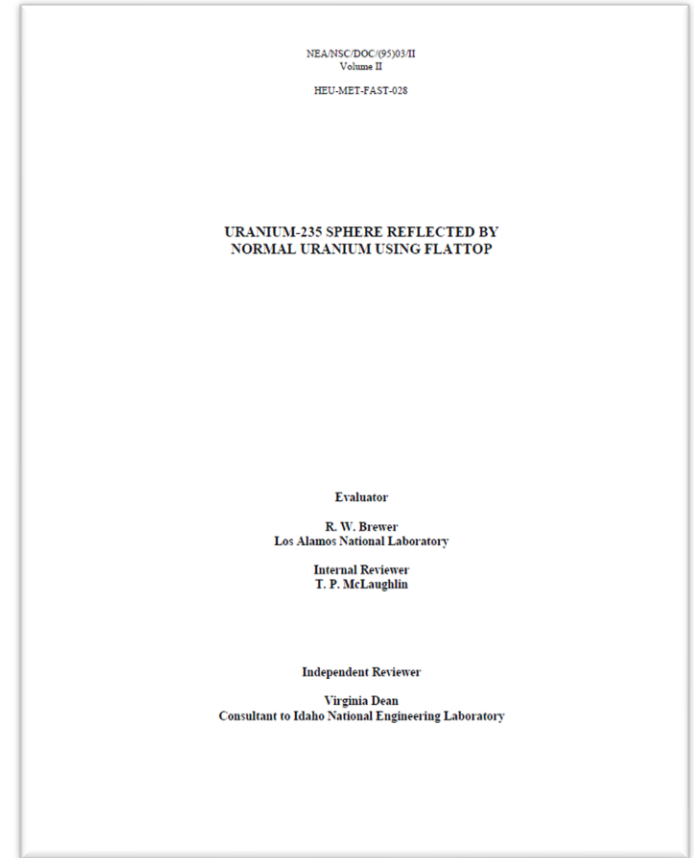 NEA/NSC/DOC/(95)03/II
Volume II
HEU-MET-FAST-028
URANIUM-235 SPHERE REFLECTED BY
NORMAL URANIUM USING FLATTOP
Evaluator
R. W. Brewer
Los Alamos National Laboratory
Internal Reviewer
T. P. McLaughlin
Independent Reviewer
Virginia Dean
Consultant to Idaho National Engineering Laboratory